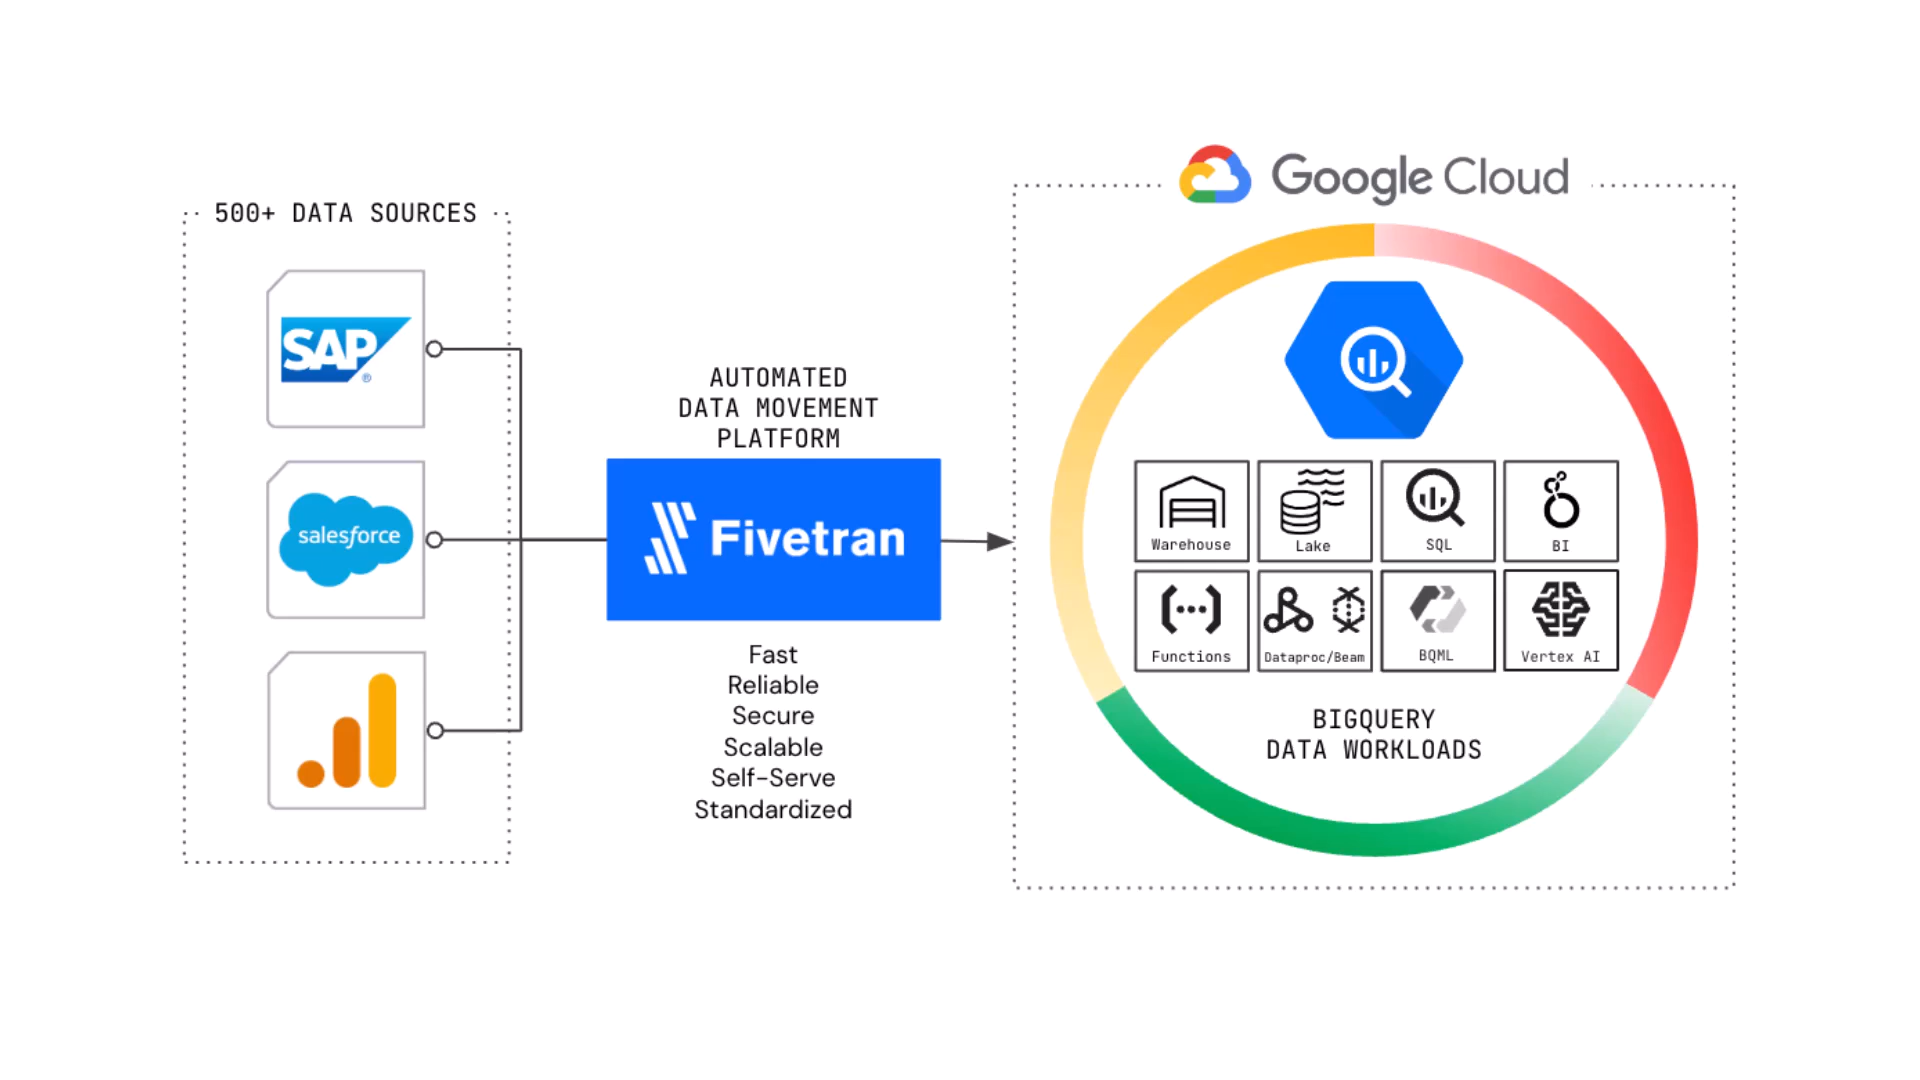 500+ DATA SOURCES
SAP
®
salesforce
AUTOMATED
DATA MOVEMENT
PLATFORM
Fivetran
Fast
Reliable
Secure
Scalable
Self-Serve
Standardized
Google Cloud
Warehouse
Lake
SQL
BI
Functions
Dataproc/Beam
BQML
Vertex AI
BIGQUERY
DATA WORKLOADS